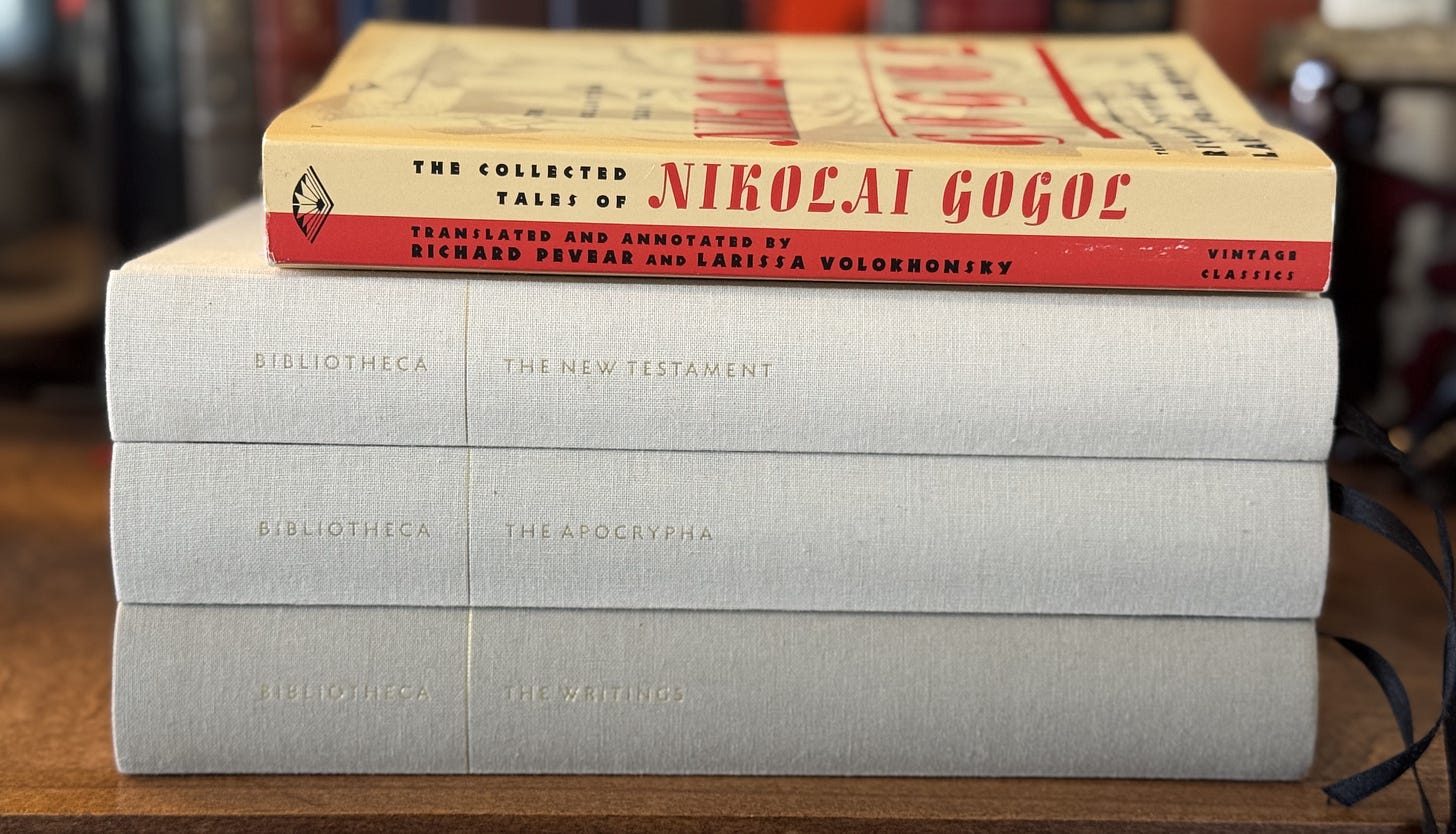 THE COLLECTED
TALES OF
NIKOLAI GOGOL
TRANSLATED AND ANNOTATED BY
RICHARD PEVEAR AND LARISSA VOLOKHONSKY
VINTAGE
CLASSICS
BIBLIOTHECA THE NEW TESTAMENT
BIBLIOTHECA THE APOCRYPHA
BIBLIOTHECA THE WRITINGS